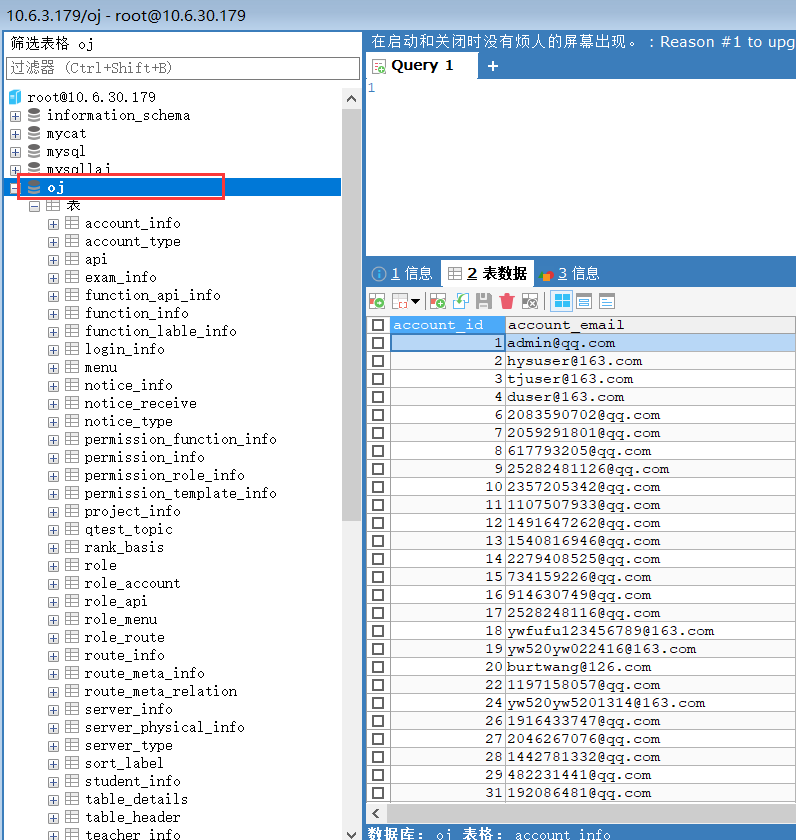 10.6.3.179/oj - root@10.6.30.179
筛选表格 oj
过滤器 (Ctrl+Shift+B)
root@10.6.30.179
information_schema
mycat
mysql
mysqllaj
oj
表
account_info
account_type
api
exam_info
function_api_info
function_info
function_lable_info
login_info
menu
notice_info
notice_receive
notice_type
permission_function_info
permission_info
permission_role_info
permission_template_info
project_info
qtest_topic
rank_basis
role
role_account
role_api
role_menu
role_route
route_info
route_meta_info
route_meta_relation
server_info
server_physical_info
server_type
sort_label
student_info
table_details
table_header
teacher_info
在启动和关闭时没有烦人的屏幕出现。 : Reason #1 to upg
Query 1 +
1
1 信息 2 表数据 3 信息
account_id account_email
1 admin@qq.com
2 hysuser@163.com
3 tjuser@163.com
4 duser@163.com
6 2083590702@qq.com
7 2059291801@qq.com
8 617793205@qq.com
9 25282481126@qq.com
10 2357205342@qq.com
11 1107507933@qq.com
12 1491647262@qq.com
13 1540816946@qq.com
14 2279408525@qq.com
15 734159226@qq.com
16 914630749@qq.com
17 2528248116@qq.com
18 ywfufu123456789@163.com
19 yw520yw022416@163.com
20 burtwang@126.com
22 1197158057@qq.com
24 yw520yw5201314@163.com
26 1916433747@qq.com
27 2046267076@qq.com
28 1442781332@qq.com
29 482231441@qq.com
31 192086481@qq.com
数据库: oj 表格: account_info